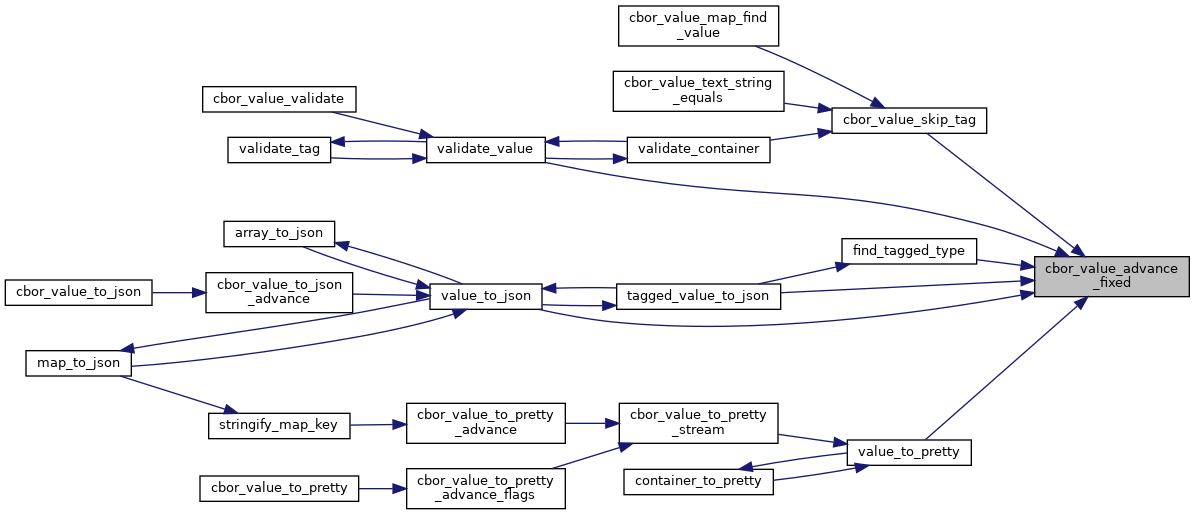 cbor_value_map_find
_value
cbor_value_text_string
_equals
cbor_value_validate
cbor_value_skip_tag
validate_tag
validate_value
validate_container
array_to_json
find_tagged_type
cbor_value_advance
_fixed
cbor_value_to_json
cbor_value_to_json
_advance
value_to_json
tagged_value_to_json
map_to_json
stringify_map_key
cbor_value_to_pretty
_advance
cbor_value_to_pretty
_stream
value_to_pretty
container_to_pretty
cbor_value_to_pretty
cbor_value_to_pretty
_advance_flags